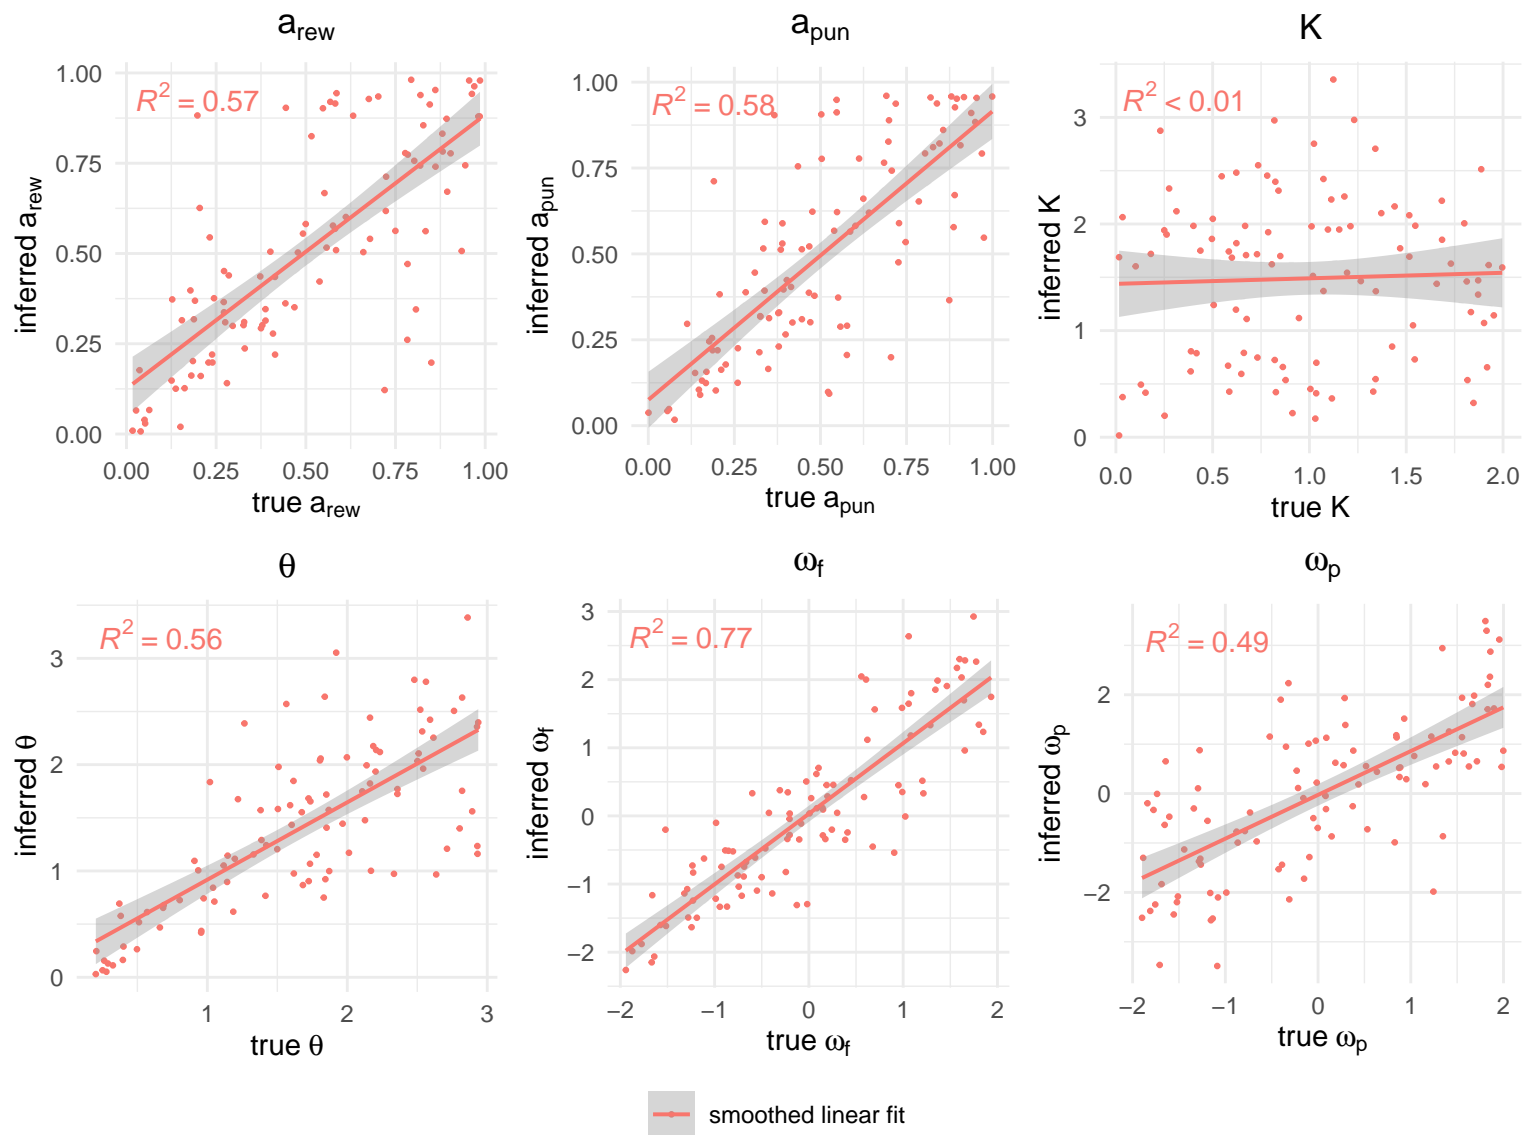 a_rew
a_pun
K
R² = 0.57
R² = 0.58
R² < 0.01
inferred a_rew
1.00
0.75
0.50
0.25
0.00
0.00 0.25 0.50 0.75 1.00
true a_rew
inferred a_pun
1.00
0.75
0.50
0.25
0.00
0.00 0.25 0.50 0.75 1.00
true a_pun
inferred K
3
2
1
0
0.0 0.5 1.0 1.5 2.0
true K
θ
ω_f
ω_p
R² = 0.56
R² = 0.77
R² = 0.49
inferred θ
3
2
1
0
1 2 3
true θ
inferred ω_f
3
2
1
0
−1
−2
−2 −1 0 1 2
true ω_f
inferred ω_p
2
0
−2
−2 −1 0 1 2
true ω_p
smoothed linear fit